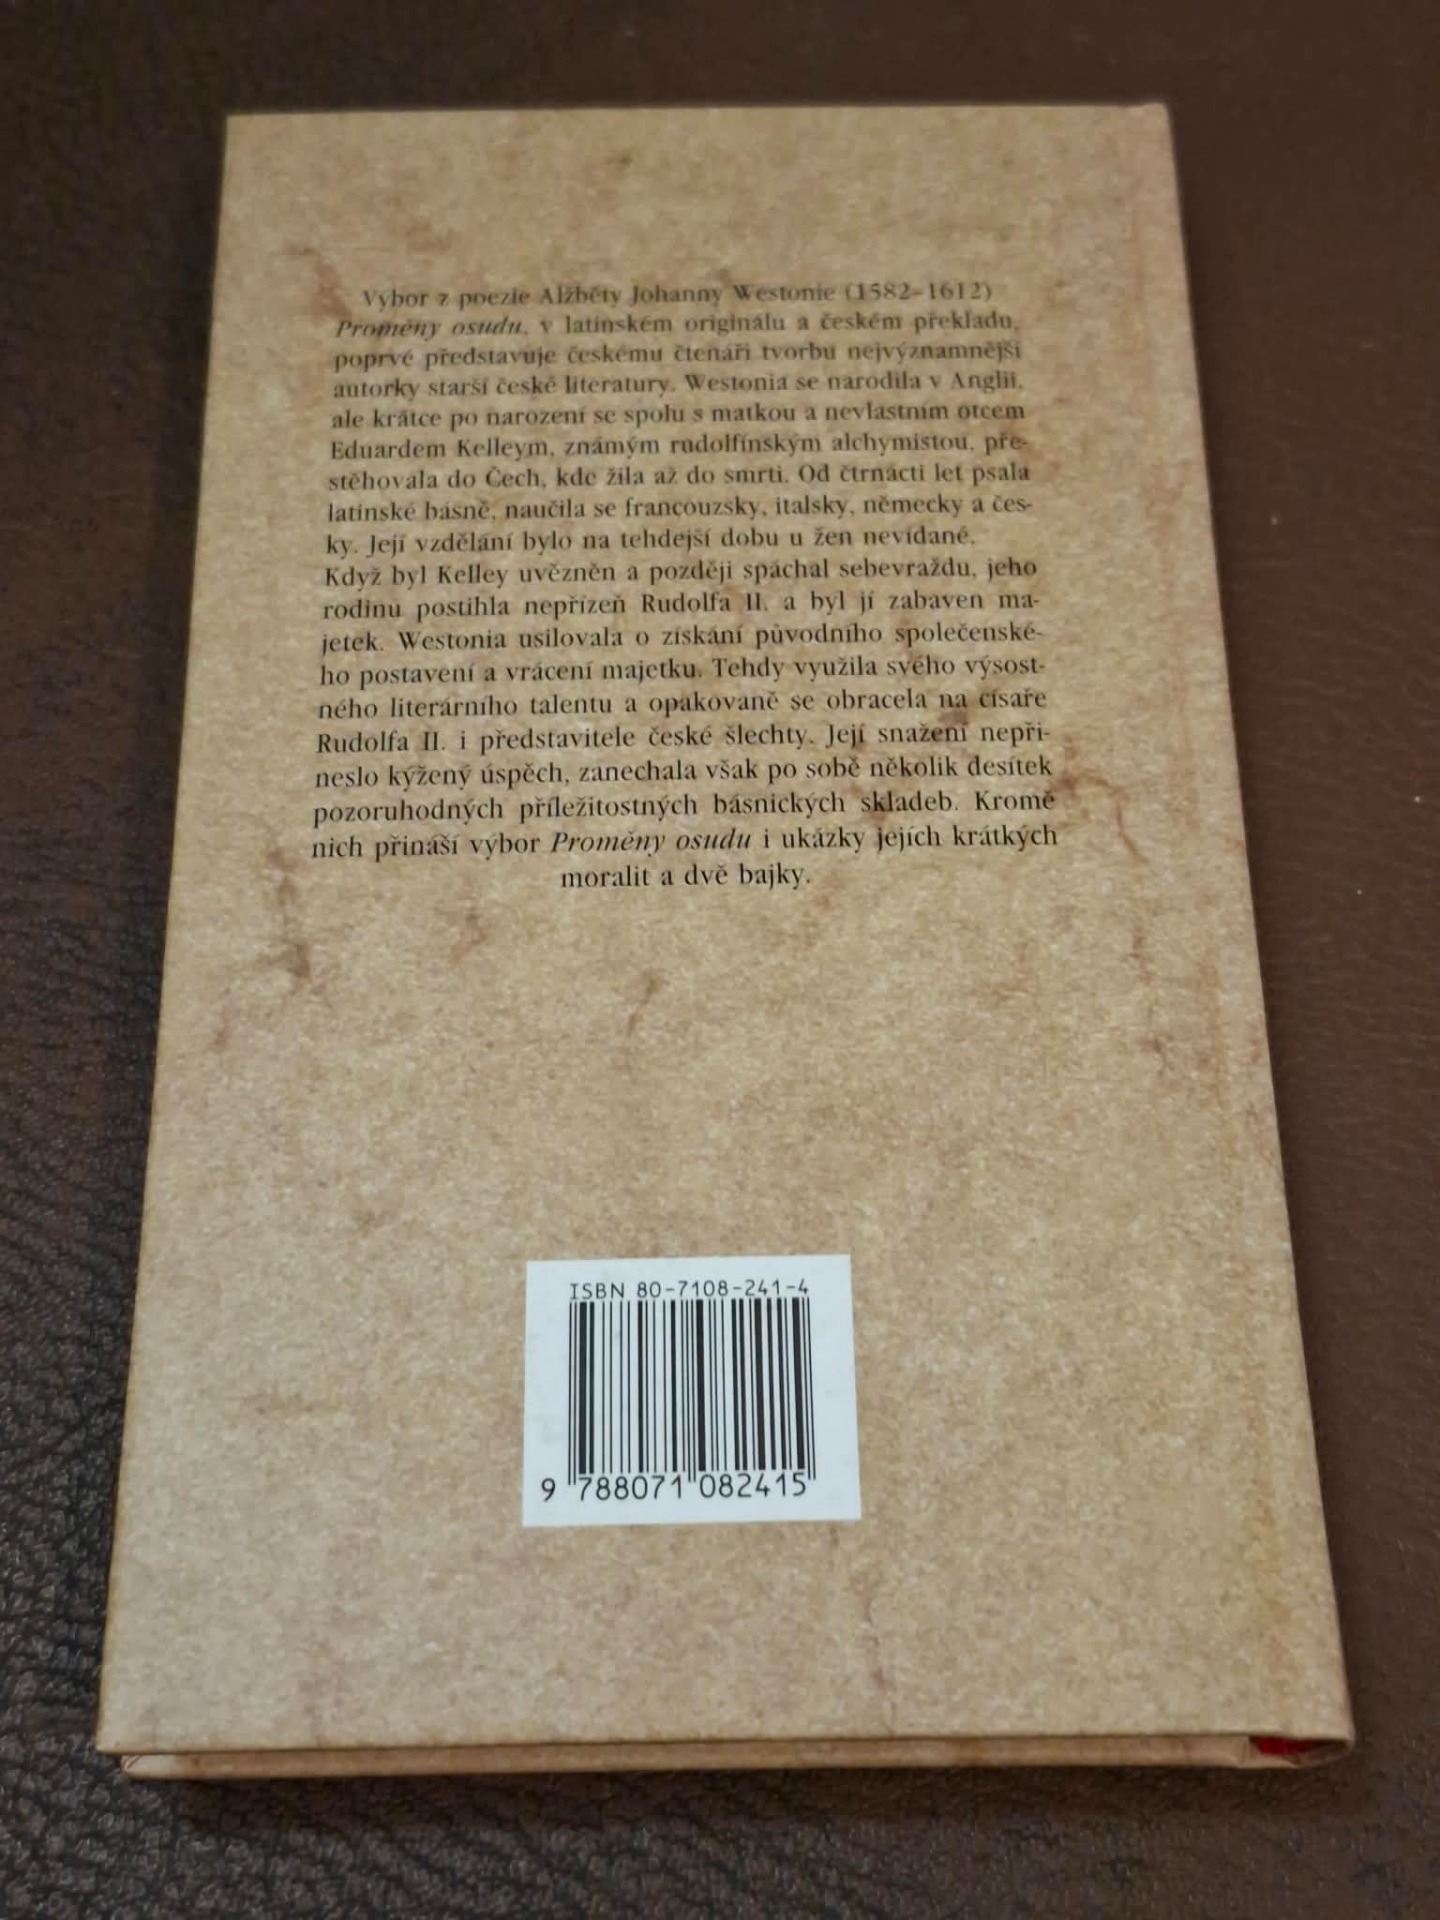 Výbor z poezie Alžběty Johanny Westonie (1582–1612)
Proměny osudu, v latinském originálu a českém překladu,
poprvé představuje českému čtenáři tvorbu nejvýznamnější
autorky starší české literatury. Westonia se narodila v Anglii,
ale krátce po narození se spolu s matkou a nevlastním otcem
Eduardem Kelleym, známým rudolfinským alchymistou, pře-
stěhovala do Čech, kde žila až do smrti. Od čtrnácti let psala
latinské básně, naučila se francouzsky, italsky, německy a čes-
ky. Její vzdělání bylo na tehdejší dobu u žen nevídané.
Když byl Kelley uvězněn a později spáchal sebevraždu, jeho
rodinu postihla nepřízeň Rudolfa II. a byl jí zabaven ma-
jetek. Westonia usilovala o získání původního společenské-
ho postavení a vrácení majetku. Tehdy využila svého výsost-
ného literárního talentu a opakovaně se obracela na císaře
Rudolfa II. i představitele české šlechty. Její snažení nepři-
neslo kýžený úspěch, zanechala však po sobě několik desítek
pozoruhodných příležitostných básnických skladeb. Kromě
nich přináší výbor Proměny osudu i ukázky jejích krátkých
moralit a dvě bajky.
ISBN 80-7108-241-4
9 788071 082415